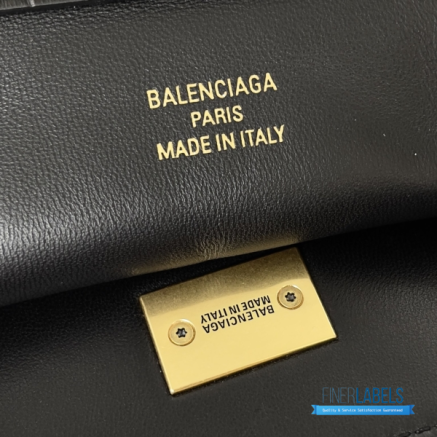 BALENCIAGA
PARIS
MADE IN ITALY
BALENCIAGA
MADE IN ITALY
FINERLABELS
Quality & Service Satisfaction Guaranteed